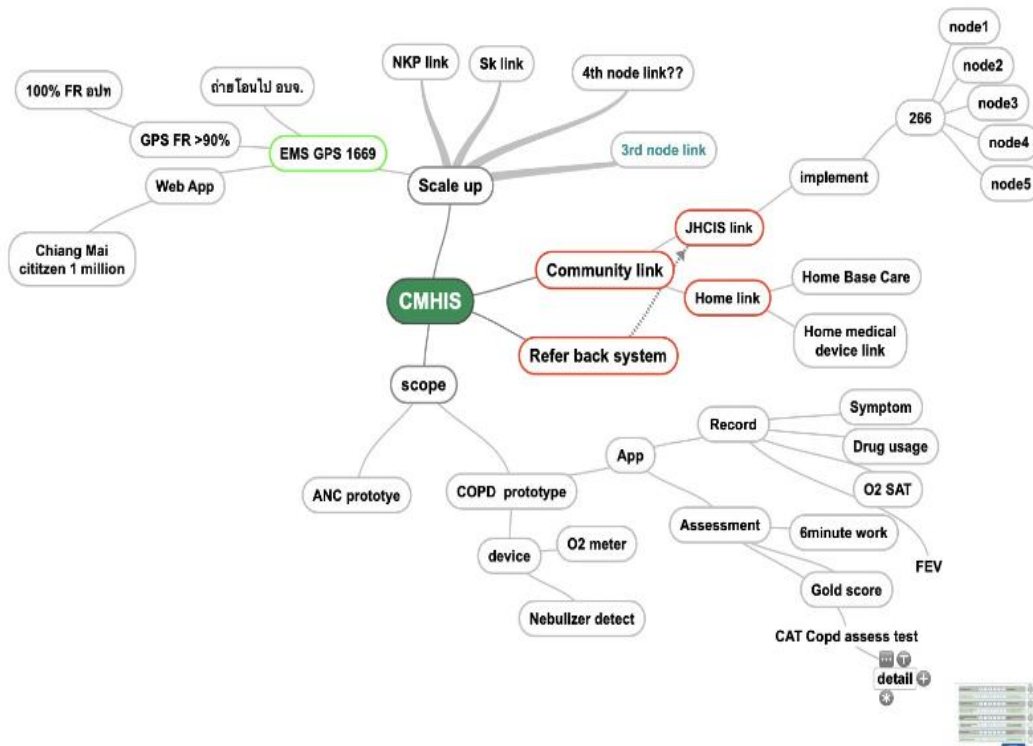 node1
node2
node3
node4
node5
266
implement
NKP link
Sk link
4th node link??
3rd node link
Scale up
100% FR อปท
ถ่ายโอนไป อบจ.
GPS FR >90%
EMS GPS 1669
Web App
Chiang Mai
cititzen 1 million
CMHIS
Community link
JHCIS link
Home link
Home Base Care
Home medical
device link
Refer back system
scope
ANC prototye
COPD prototype
App
Record
Symptom
Drug usage
O2 SAT
FEV
Assessment
6minute work
Gold score
CAT Copd assess test
detail
device
O2 meter
Nebulizer detect